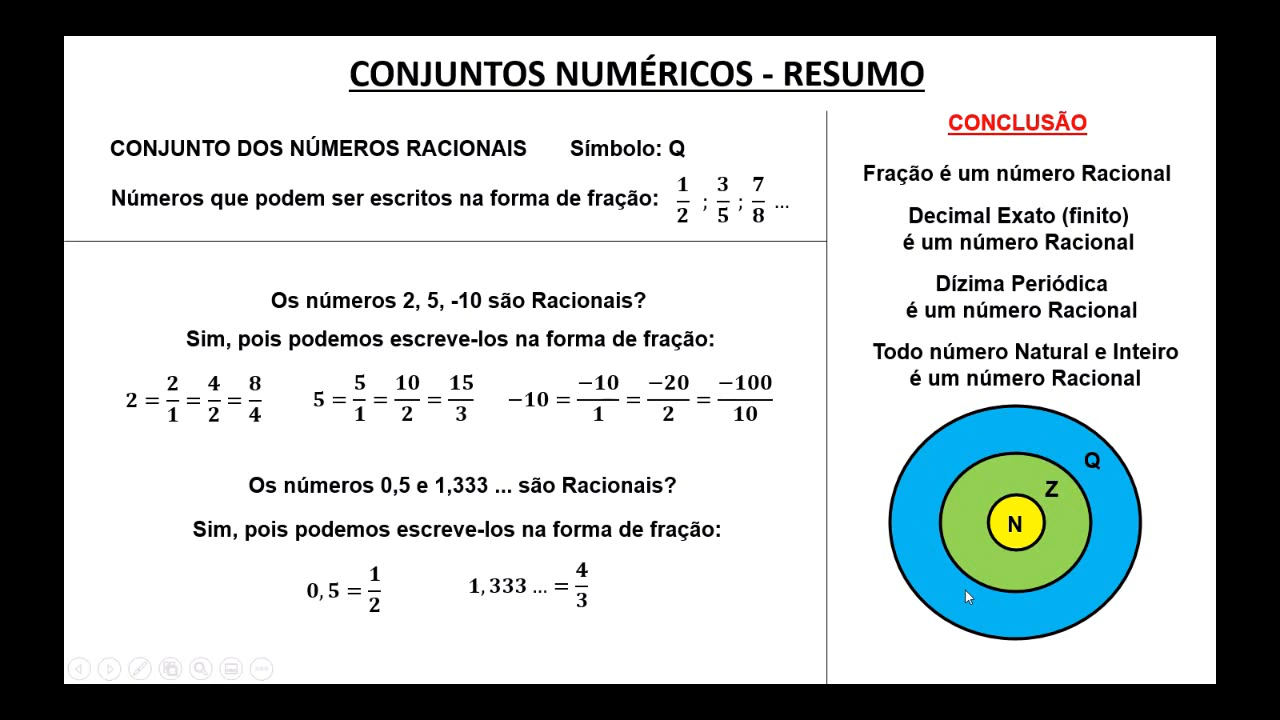 CONJUNTOS NUMÉRICOS - RESUMO
CONJUNTO DOS NÚMEROS RACIONAIS Símbolo: Q
Números que podem ser escritos na forma de fração: 1/2 ; 3/5 ; 7/8 ...
Os números 2, 5, -10 são Racionais?
Sim, pois podemos escreve-los na forma de fração:
2 = 2/1 = 4/2 = 8/4 5 = 5/1 = 10/2 = 15/3 −10 = −10/1 = −20/2 = −100/10
Os números 0,5 e 1,333 ... são Racionais?
Sim, pois podemos escreve-los na forma de fração:
0,5 = 1/2 1,333 ... = 4/3
CONCLUSÃO
Fração é um número Racional
Decimal Exato (finito)
é um número Racional
Dízima Periódica
é um número Racional
Todo número Natural e Inteiro
é um número Racional
Q
Z
N